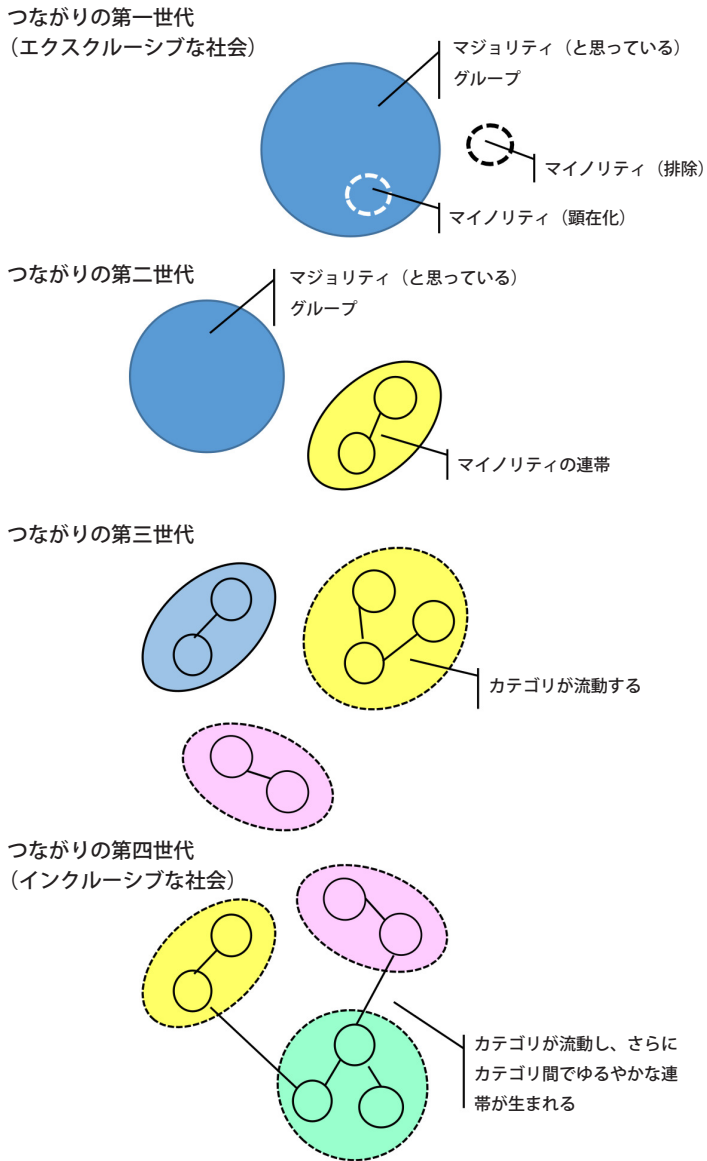 つながりの第一世代
（エクスクルーシブな社会）
マジョリティ（と思っている）
グループ
マイノリティ（排除）
マイノリティ（顕在化）
つながりの第二世代
マジョリティ（と思っている）
グループ
マイノリティの連帯
つながりの第三世代
カテゴリが流動する
つながりの第四世代
（インクルーシブな社会）
カテゴリが流動し、さらに
カテゴリ間でゆるやかな連
帯が生まれる